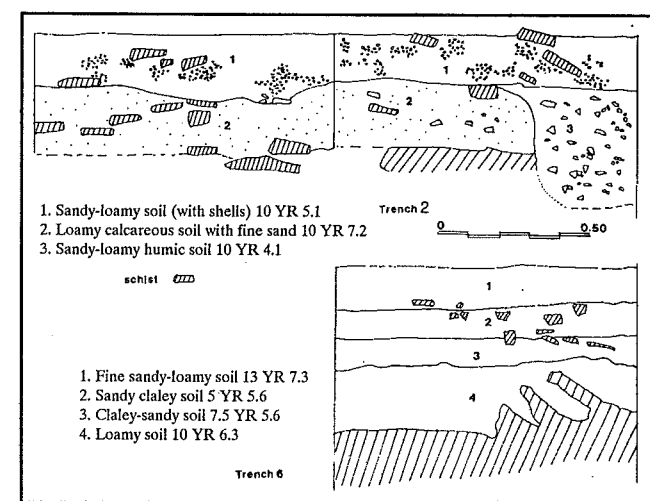 1
1
2
2
3
1. Sandy-loamy soil (with shells) 10 YR 5.1
2. Loamy calcareous soil with fine sand 10 YR 7.2
3. Sandy-loamy humic soil 10 YR 4.1
Trench 2
0 0.50
schist
1
2
3
4
1. Fine sandy-loamy soil 13 YR 7.3
2. Sandy claley soil 5 YR 5.6
3. Claley-sandy soil 7.5 YR 5.6
4. Loamy soil 10 YR 6.3
Trench 6